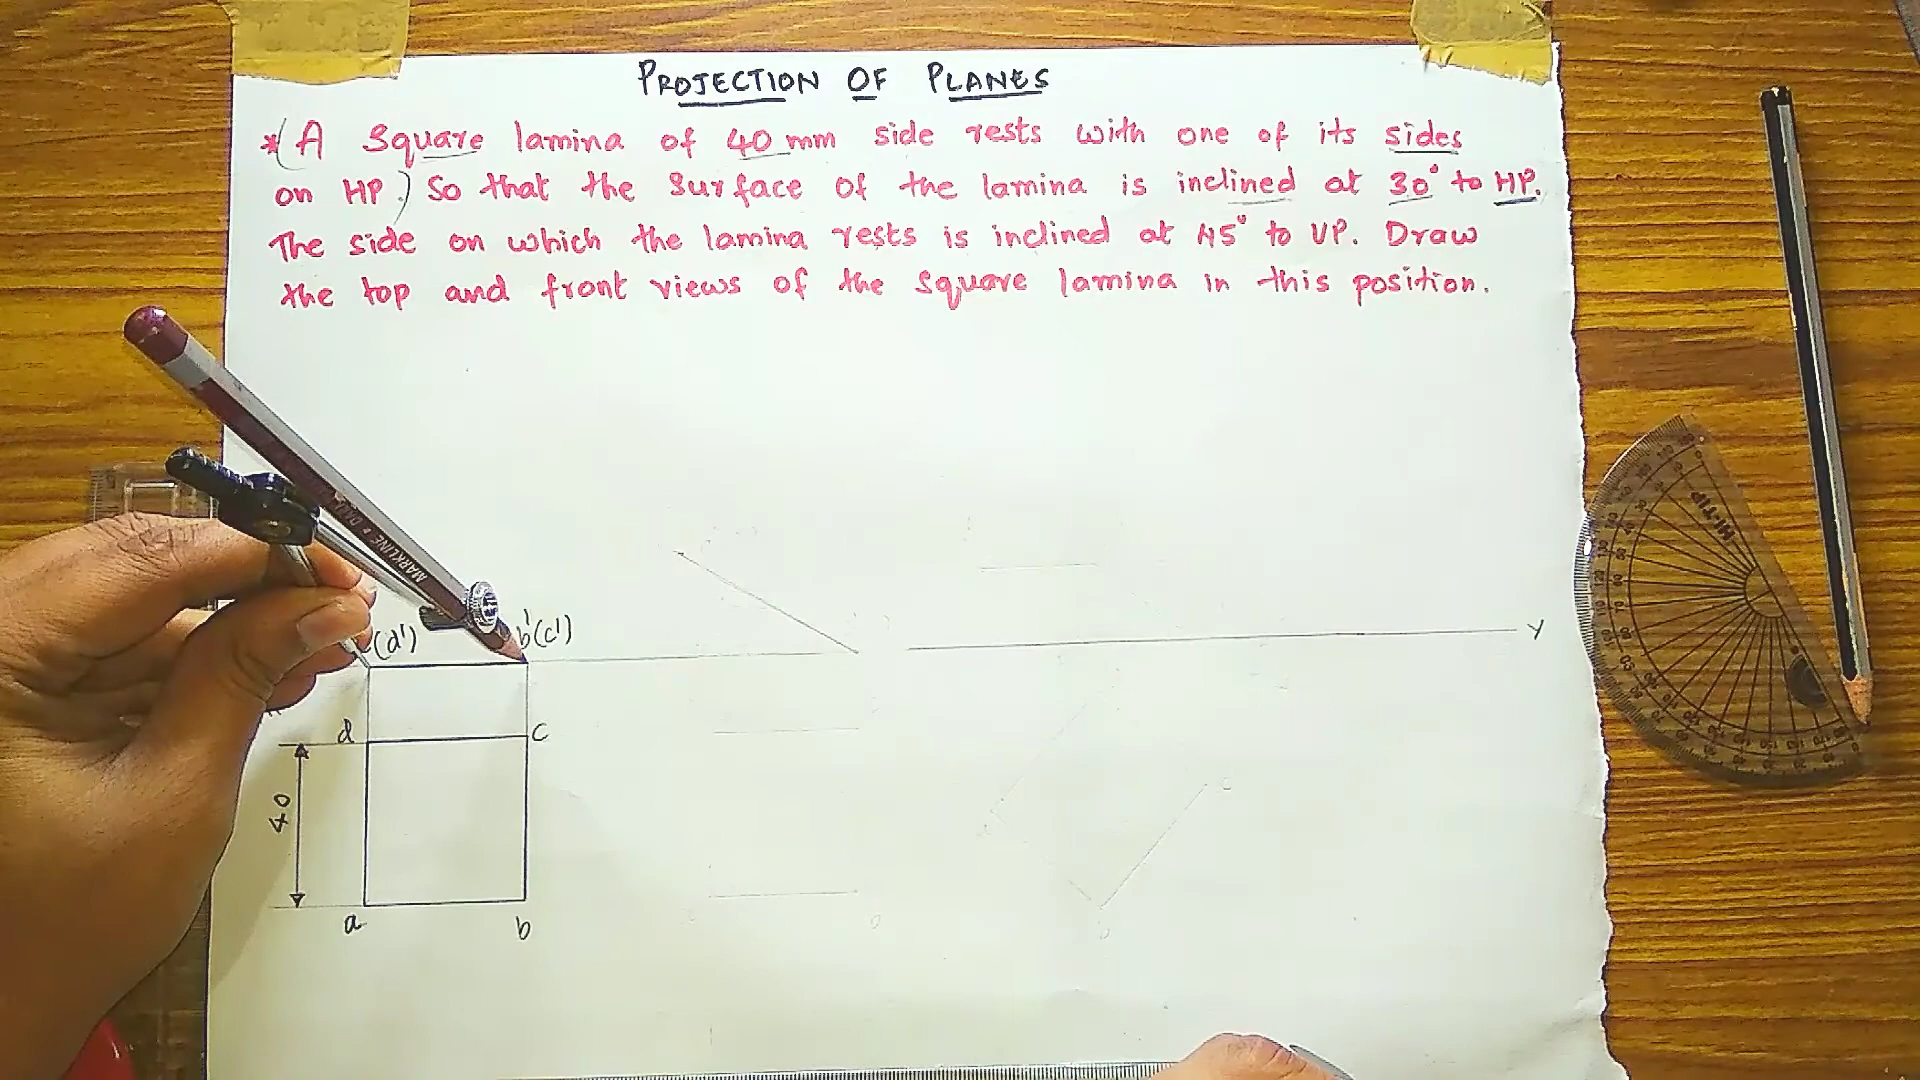 PROJECTION OF PLANES
*(A Square lamina of 40 mm side rests with one of its sides
on HP.) So that the Surface of the lamina is inclined at 30° to HP.
The side on which the lamina rests is inclined at 45° to VP. Draw
the top and front views of the square lamina in this position.
MARKLINE
HI-TIP
Y
(d') b'(c')
d c
40
a b